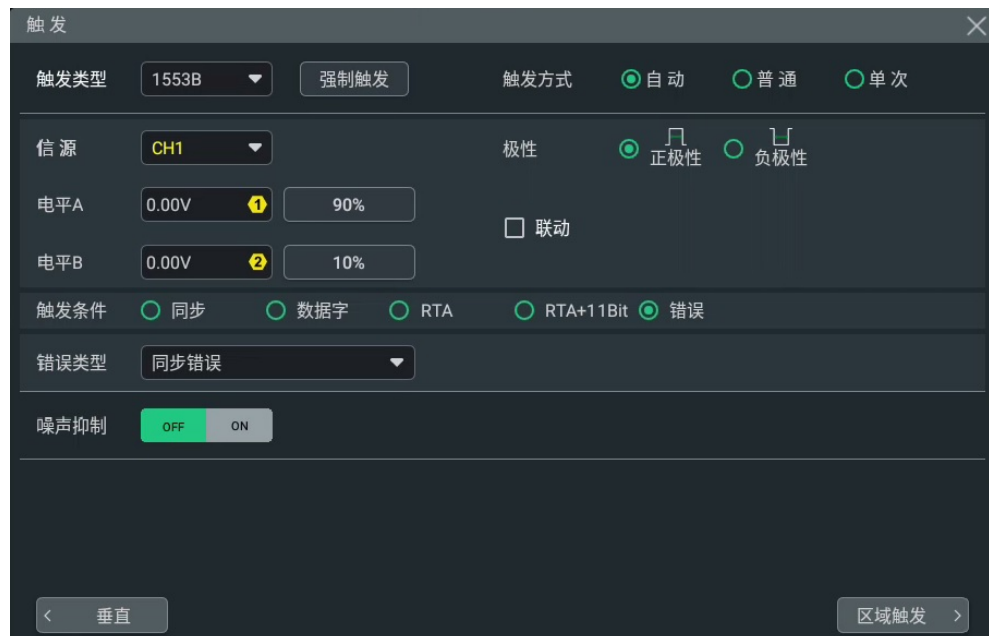 触发
触发类型 1553B 强制触发 触发方式 自动 普通 单次
信源 CH1 极性 正极性 负极性
电平A 0.00V 1 90%
联动
电平B 0.00V 2 10%
触发条件 同步 数据字 RTA RTA+11Bit 错误
错误类型 同步错误
噪声抑制 OFF ON
< 垂直 区域触发 >